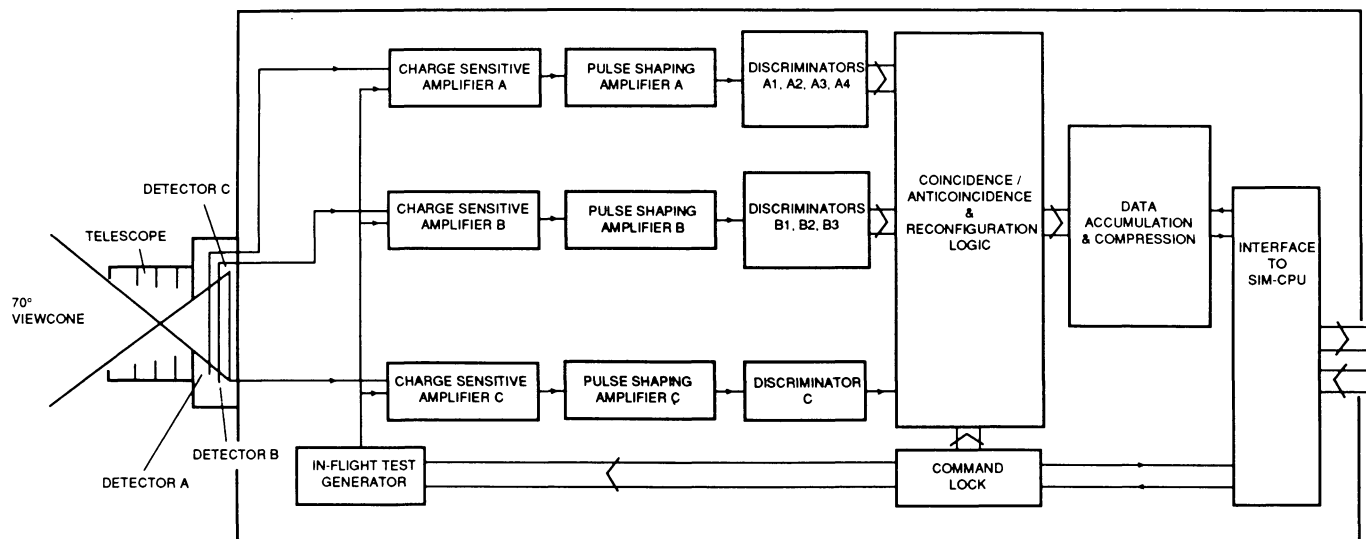 CHARGE SENSITIVE
AMPLIFIER A
PULSE SHAPING
AMPLIFIER A
DISCRIMINATORS
A1, A2, A3, A4
DETECTOR C
TELESCOPE
70°
VIEWCONE
CHARGE SENSITIVE
AMPLIFIER B
PULSE SHAPING
AMPLIFIER B
DISCRIMINATORS
B1, B2, B3
COINCIDENCE /
ANTICOINCIDENCE
&
RECONFIGURATION
LOGIC
DATA
ACCUMULATION
& COMPRESSION
INTERFACE
TO
SIM-CPU
CHARGE SENSITIVE
AMPLIFIER C
PULSE SHAPING
AMPLIFIER C
DISCRIMINATOR
C
DETECTOR B
DETECTOR A
IN-FLIGHT TEST
GENERATOR
COMMAND
LOCK